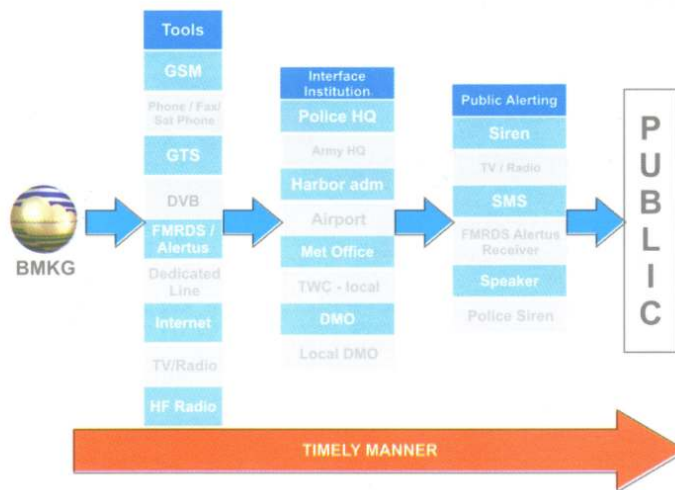 BMKG
Tools
GSM
Phone / Fax/
Sat Phone
GTS
DVB
FMRDS /
Alertus
Dedicated
Line
Internet
TV/Radio
HF Radio
Interface
Institution
Police HQ
Army HQ
Harbor adm
Airport
Met Office
TWC - local
DMO
Local DMO
Public Alerting
Siren
TV / Radio
SMS
FMRDS Alertus
Receiver
Speaker
Police Siren
PUBLIC
TIMELY MANNER